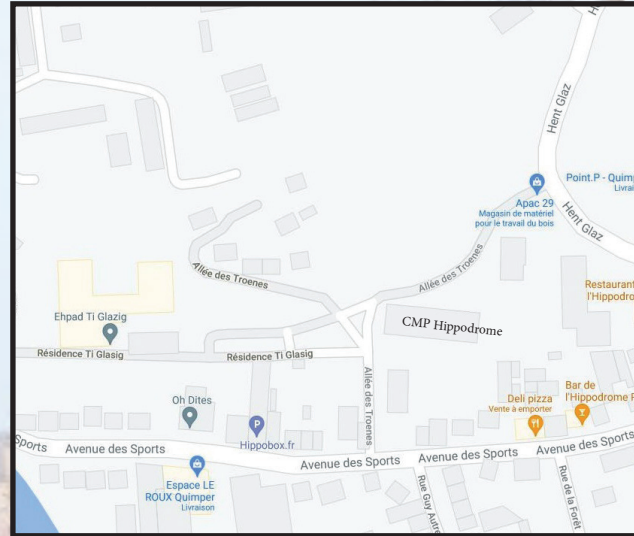 Hent Glaz
Point.P - Quimp
Livrai
Apac 29
Magasin de matériel
pour le travail du bois
Hent Glaz
Allée des Troenes
Allée des Troenes
Restaurant
l'Hippodro
Ehpad Ti Glazig
CMP Hippodrome
Résidence Ti Glasig
Résidence Ti Glasig
Allée des Troenes
Oh Dites
Deli pizza
Vente à emporter
Bar de
l'Hippodrome P
Hippobox.fr
Sports
Avenue des Sports
Avenue des Sports
Avenue des Sports
Avenue des Sports
Espace LE
ROUX Quimper
Livraison
Rue Guy Autre
Rue de la Forêt